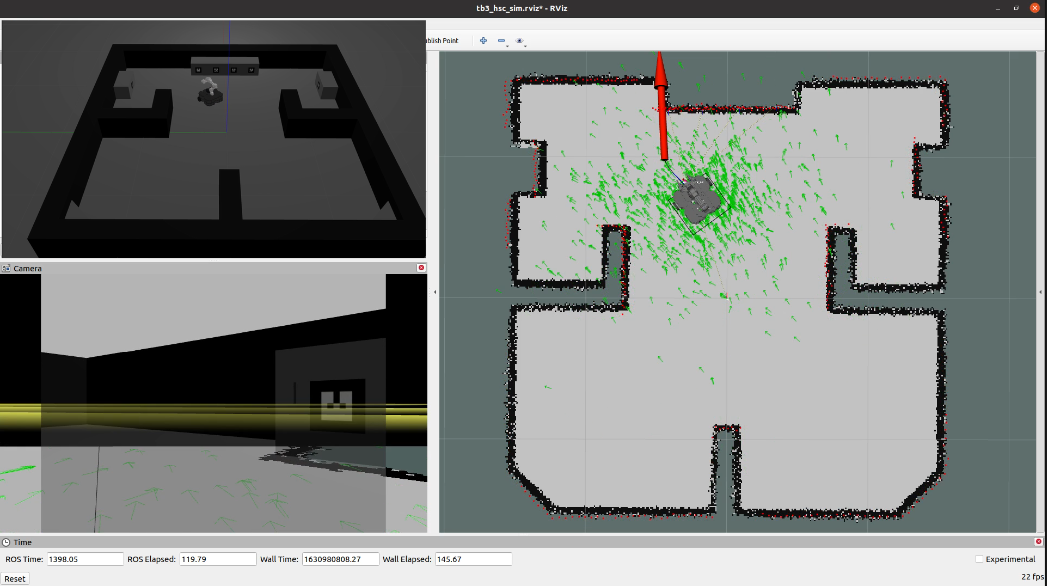 tb3_hsc_sim.rviz* - RViz
ublish Point
Camera
Time
ROS Time: 1398.05 ROS Elapsed: 119.79 Wall Time: 1630980808.27 Wall Elapsed: 145.67 Experimental
Reset 22 fps